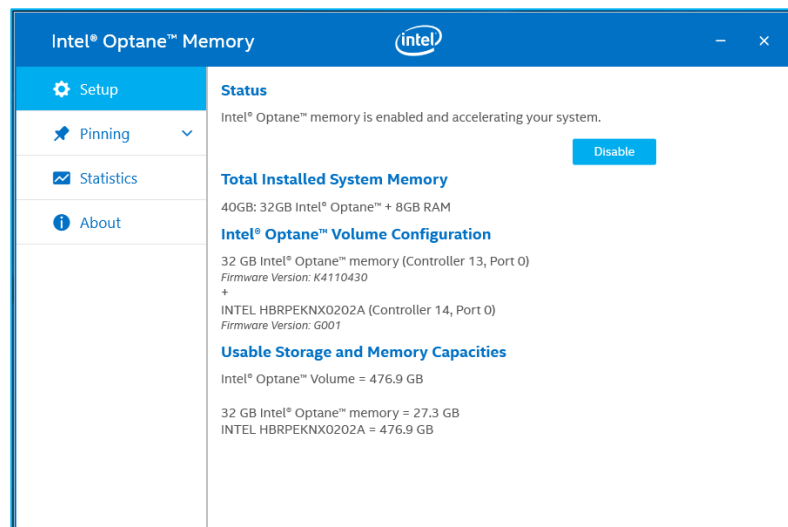 Intel® Optane™ Memory
intel
Setup
Pinning
Statistics
About
Status
Intel® Optane™ memory is enabled and accelerating your system.
Disable
Total Installed System Memory
40GB: 32GB Intel® Optane™ + 8GB RAM
Intel® Optane™ Volume Configuration
32 GB Intel® Optane™ memory (Controller 13, Port 0)
Firmware Version: K4110430
+
INTEL HBRPEKNX0202A (Controller 14, Port 0)
Firmware Version: G001
Usable Storage and Memory Capacities
Intel® Optane™ Volume = 476.9 GB
32 GB Intel® Optane™ memory = 27.3 GB
INTEL HBRPEKNX0202A = 476.9 GB